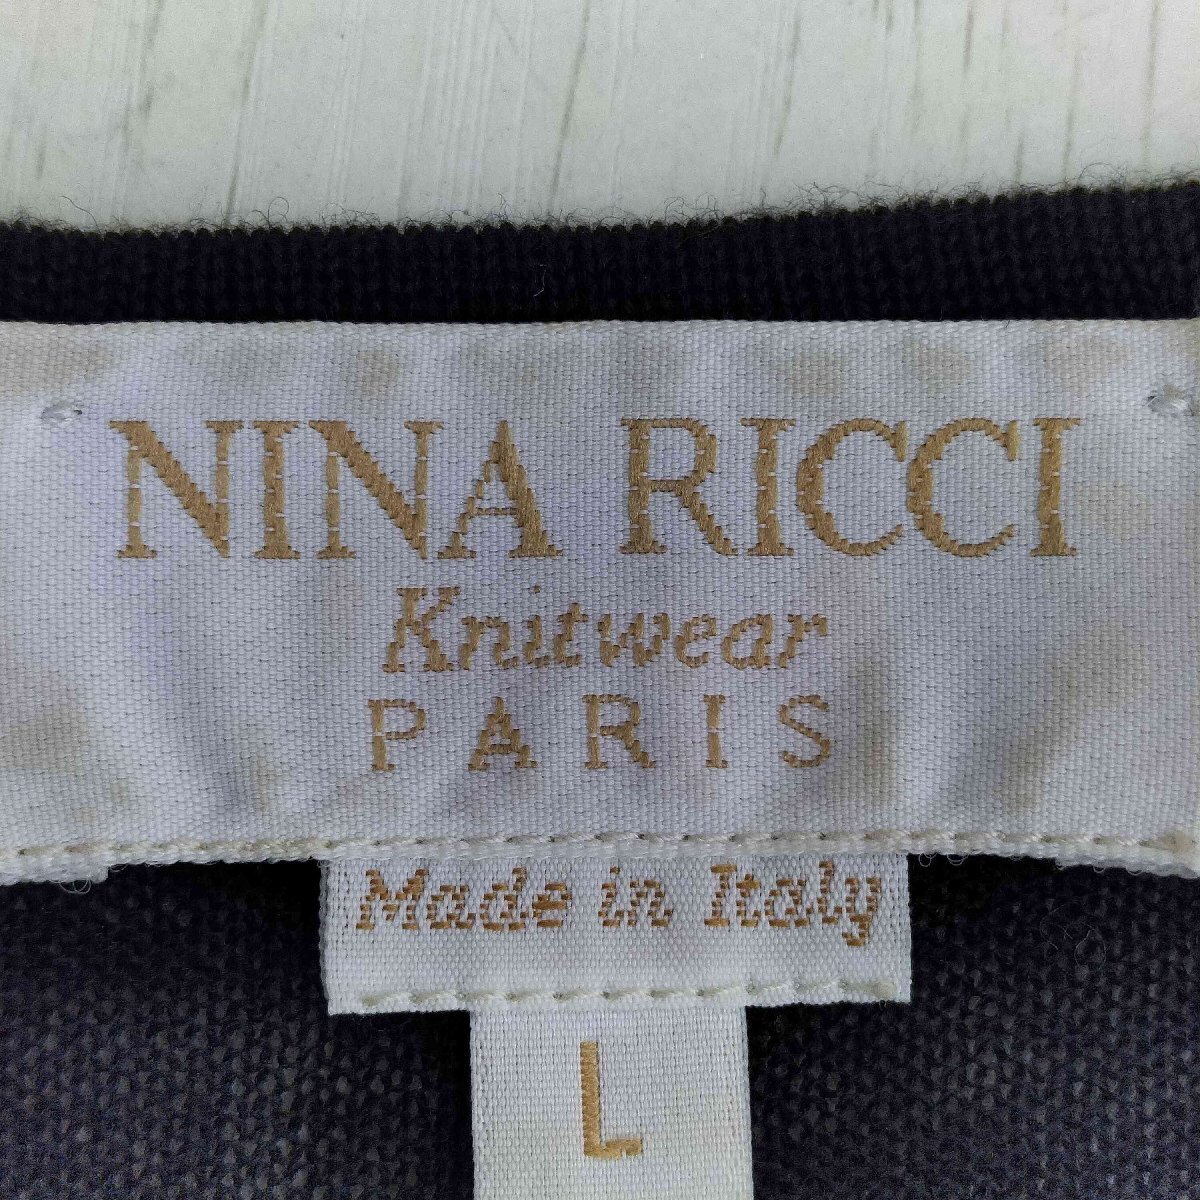 NINA RICCI
Knitwear
PARIS
Made in Italy
L